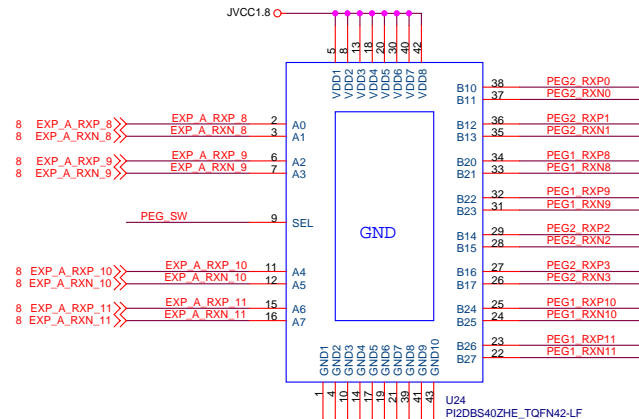 JVCC1.8
5 8 13 18 20 30 40 42
VDD1 VDD2 VDD3 VDD4 VDD5 VDD6 VDD7 VDD8
B10 38 PEG2_RXP0
B11 37 PEG2_RXN0
8 EXP_A_RXP_8 EXP_A_RXP_8 2 A0
8 EXP_A_RXN_8 EXP_A_RXN_8 3 A1
B12 36 PEG2_RXP1
B13 35 PEG2_RXN1
8 EXP_A_RXP_9 EXP_A_RXP_9 6 A2
8 EXP_A_RXN_9 EXP_A_RXN_9 7 A3
B20 34 PEG1_RXP8
B21 33 PEG1_RXN8
B22 32 PEG1_RXP9
B23 31 PEG1_RXN9
PEG_SW 9 SEL
GND
B14 29 PEG2_RXP2
B15 28 PEG2_RXN2
8 EXP_A_RXP_10 EXP_A_RXP_10 11 A4
8 EXP_A_RXN_10 EXP_A_RXN_10 12 A5
B16 27 PEG2_RXP3
B17 26 PEG2_RXN3
8 EXP_A_RXP_11 EXP_A_RXP_11 15 A6
8 EXP_A_RXN_11 EXP_A_RXN_11 16 A7
B24 25 PEG1_RXP10
B25 24 PEG1_RXN10
B26 23 PEG1_RXP11
B27 22 PEG1_RXN11
GND1 GND2 GND3 GND4 GND5 GND6 GND7 GND8 GND9 GND10
1 4 10 14 17 19 21 39 41 43
U24
PI2DBS40ZHE_TQFN42-LF